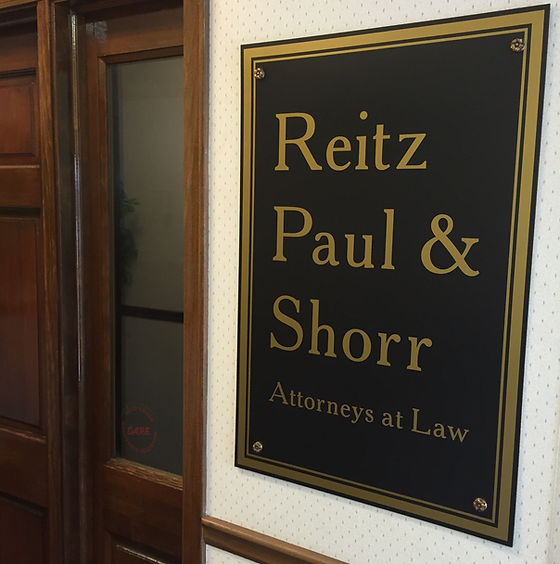 Reitz
Paul &
Shorr
Attorneys at Law